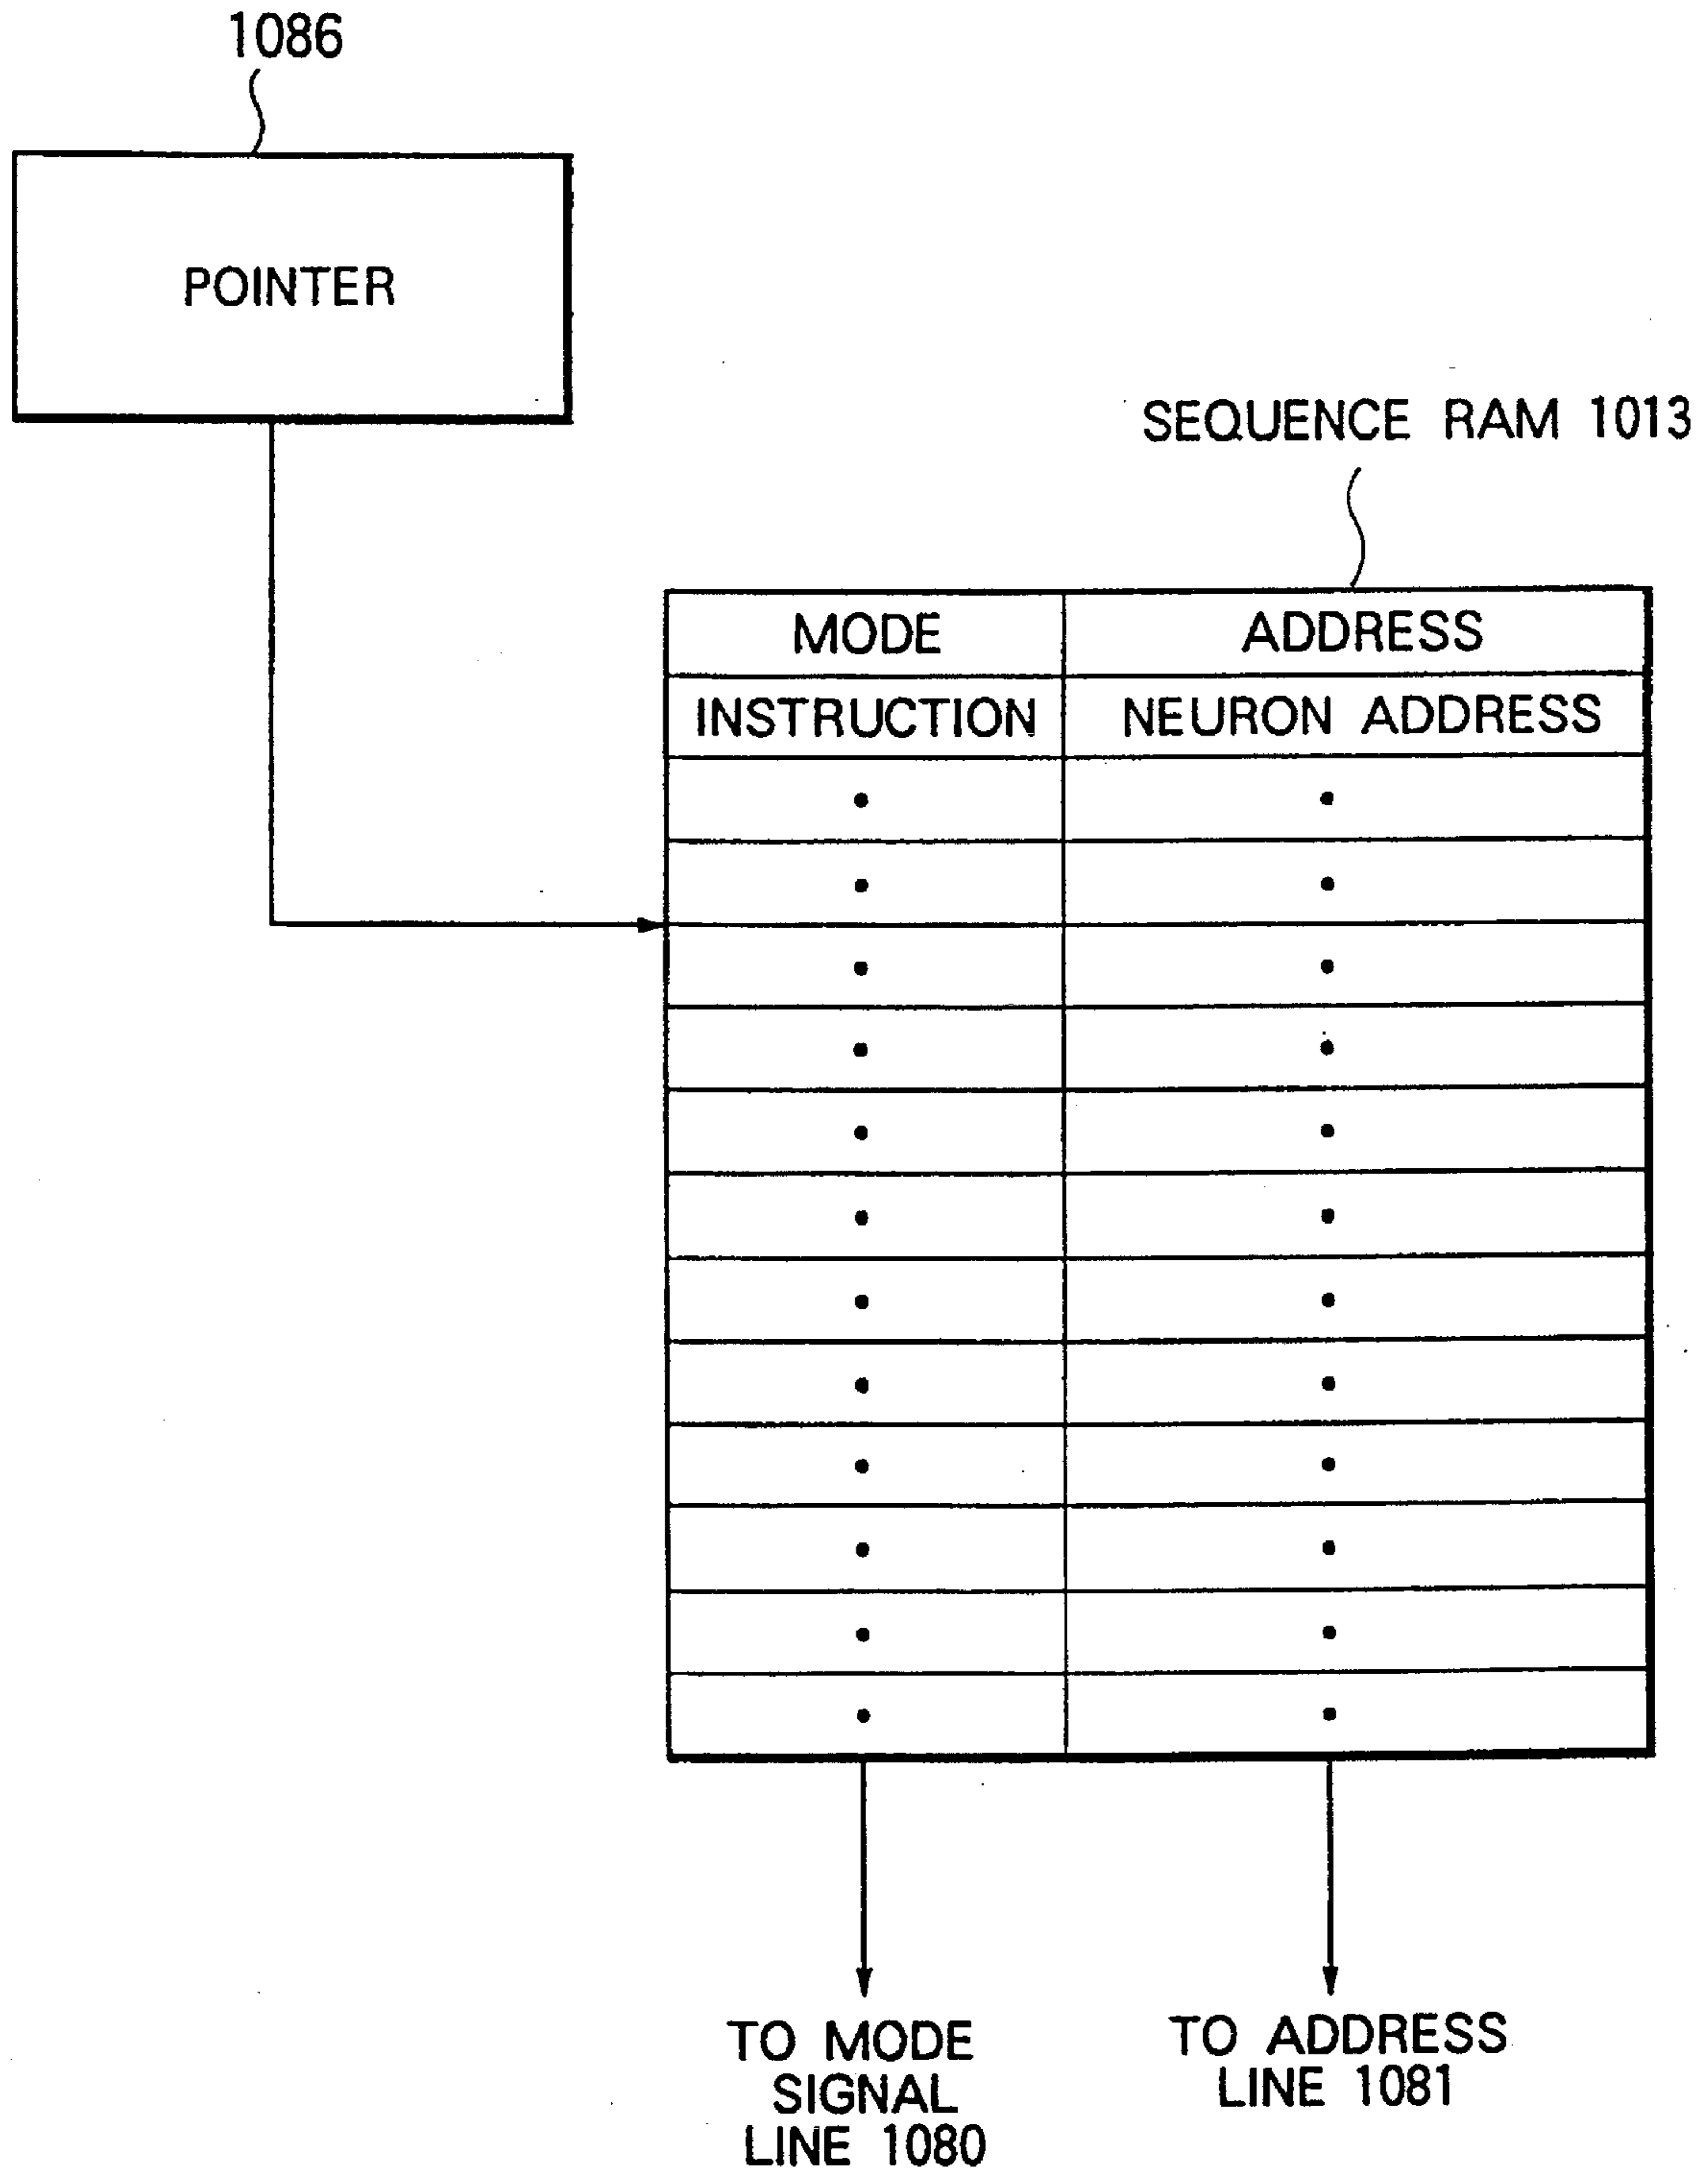 1086
POINTER
SEQUENCE RAM 1013
MODE ADDRESS
INSTRUCTION NEURON ADDRESS
TO MODE
SIGNAL
LINE 1080
TO ADDRESS
LINE 1081